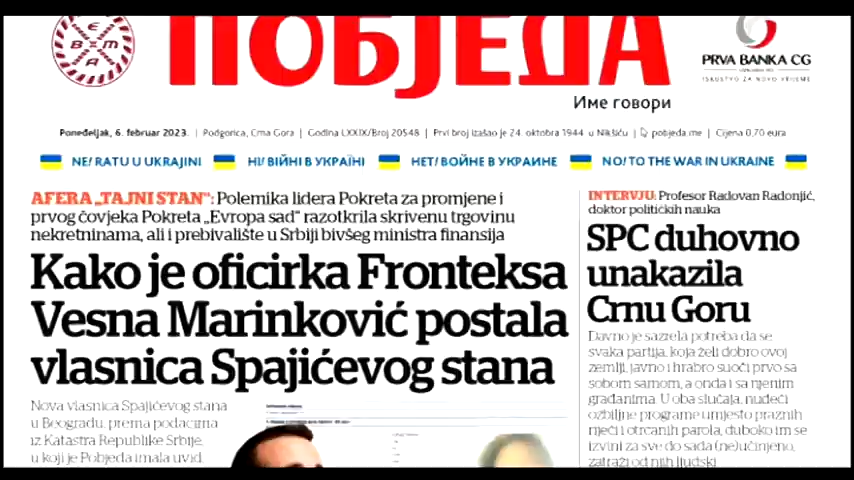 E
B M
A
ПОБЈЕДА
PRVA BANKA CG
ISKUSTVO ZA NOVO VRIJEME
Име говори
Ponedjeljak, 6. februar 2023. | Podgorica, Crna Gora | Godina LXXIX/Broj 20548 | Prvi broj izašao je 24. oktobra 1944. u Nikšiću | pobjeda.me | Cijena 0,70 eura
NE! RATU U UKRAJINI НІ! ВІЙНІ В УКРАЇНІ НЕТ! ВОЙНЕ В УКРАИНЕ NO! TO THE WAR IN UKRAINE
AFERA „TAJNI STAN“: Polemika lidera Pokreta za promjene i
prvog čovjeka Pokreta „Evropa sad“ razotkrila skrivenu trgovinu
nekretninama, ali i prebivalište u Srbiji bivšeg ministra finansija
Kako je oficirka Fronteksa
Vesna Marinković postala
vlasnica Spajićevog stana
Nova vlasnica Spajićevog stana
u Beogradu, prema podacima
iz Katastra Republike Srbije,
u koji je Pobjeda imala uvid,
INTERVJU: Profesor Radovan Radonjić,
doktor političkih nauka
SPC duhovno
unakazila
Crnu Goru
Davno je sazrela potreba da se
svaka partija, koja želi dobro ovoj
zemlji, javno i hrabro suoči prvo sa
sobom samom, a onda i sa njenim
građanima. U oba slučaja, nudeći
ozbiljne programe umjesto praznih
riječi i otrcanih parola, duboko im se
izvini za sve do sada (ne)učinjeno,
zatraži od njih ljudski